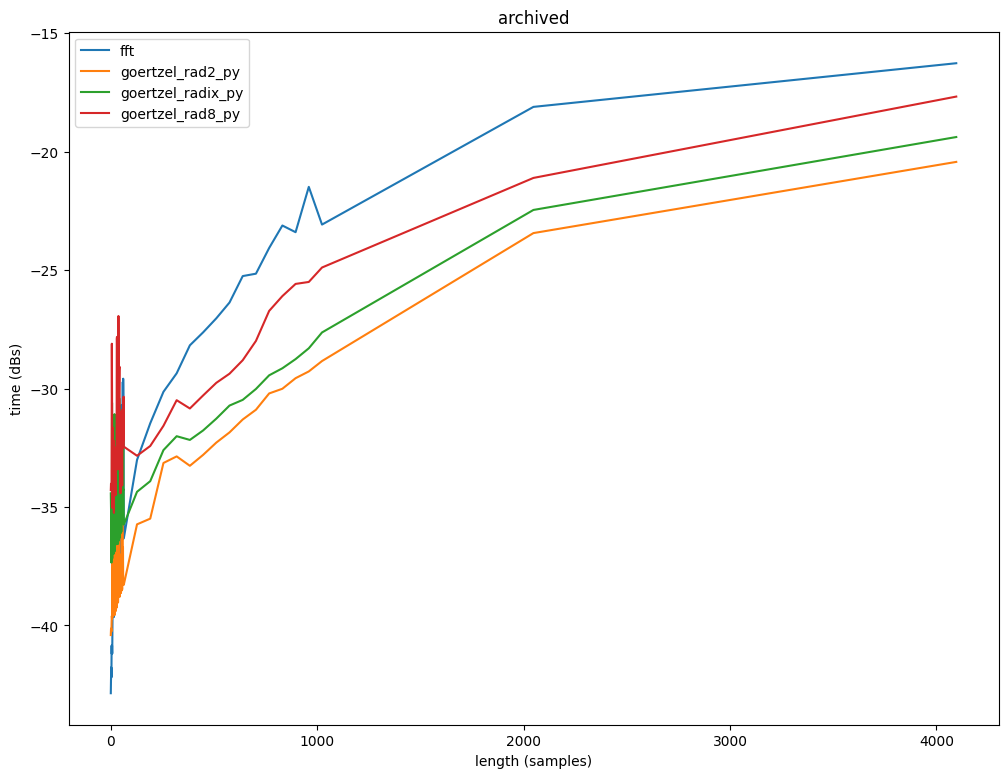 archived
fft
goertzel_rad2_py
goertzel_radix_py
goertzel_rad8_py
time (dBs)
−15
−20
−25
−30
−35
−40
0 1000 2000 3000 4000
length (samples)